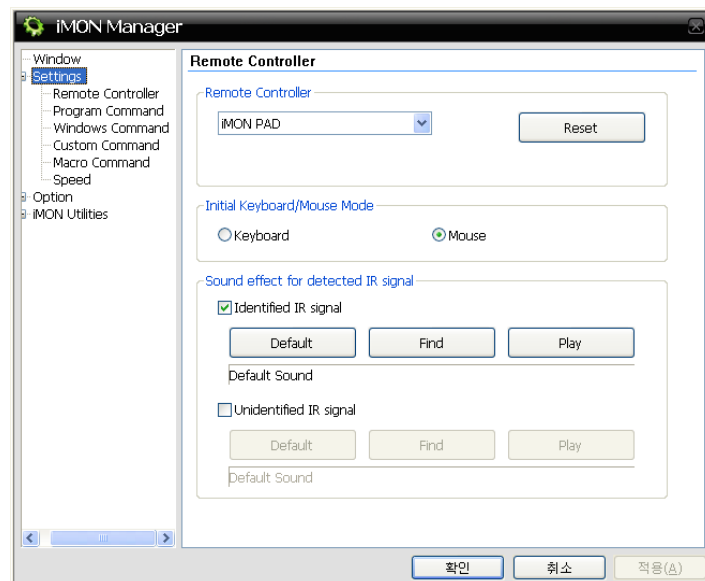 iMON Manager
Window
Settings
Remote Controller
Program Command
Windows Command
Custom Command
Macro Command
Speed
Option
iMON Utilities
Remote Controller
Remote Controller
iMON PAD
Reset
Initial Keyboard/Mouse Mode
Keyboard Mouse
Sound effect for detected IR signal
Identified IR signal
Default Find Play
Default Sound
Unidentified IR signal
Default Find Play
Default Sound
확인 취소 적용(A)